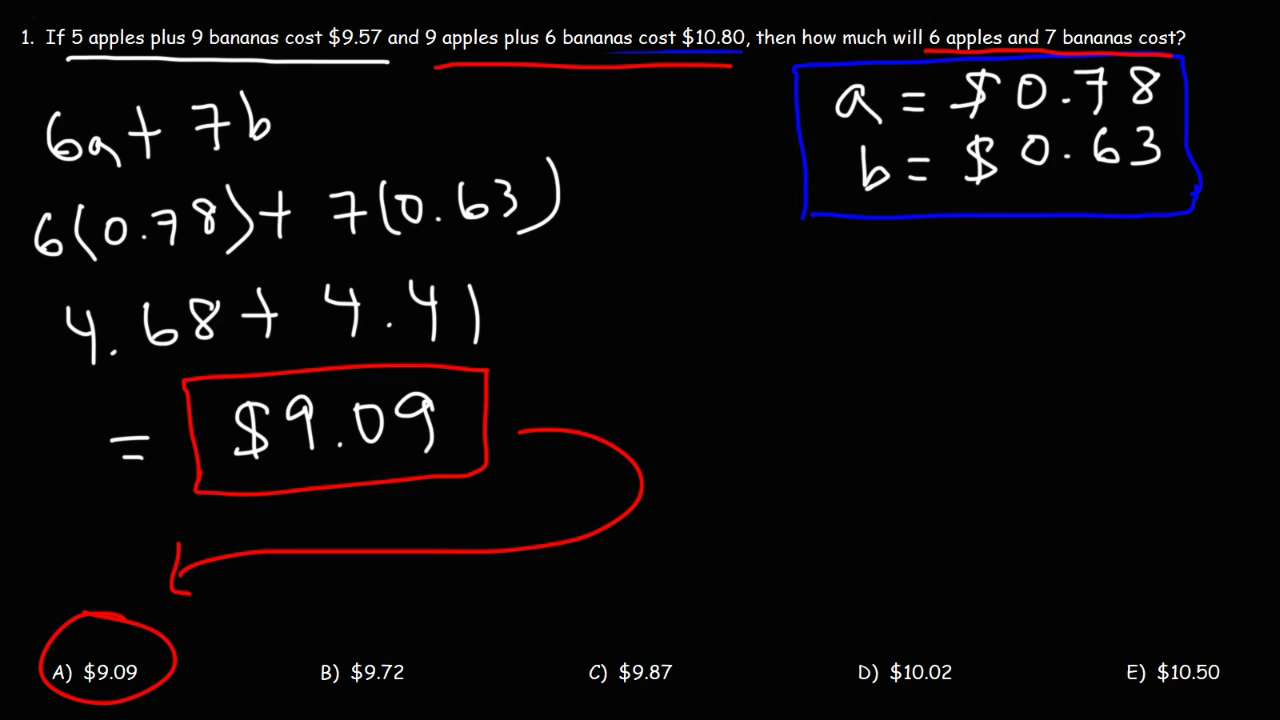 1. If 5 apples plus 9 bananas cost $9.57 and 9 apples plus 6 bananas cost $10.80, then how much will 6 apples and 7 bananas cost?
a = $0.78
b = $0.63
6a + 7b
6(0.78) + 7(0.63)
4.68 + 4.41
= $9.09
A) $9.09 B) $9.72 C) $9.87 D) $10.02 E) $10.50